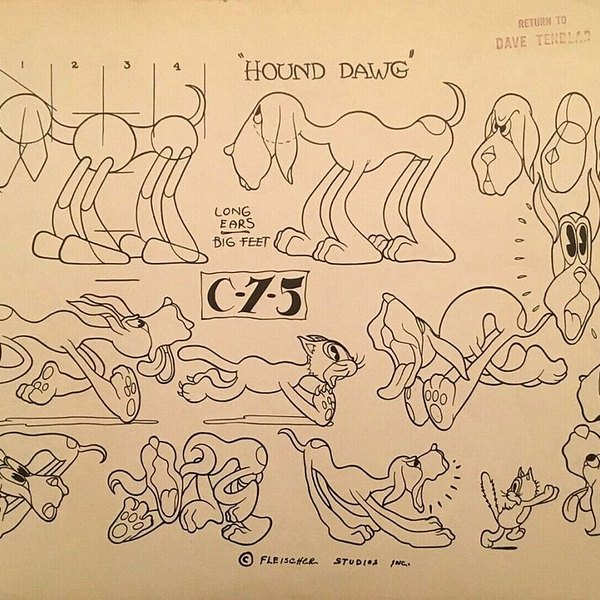 RETURN TO
DAVE TENDLAR
1 2 3 4
"HOUND DAWG"
LONG
EARS
BIG FEET
C-7-5
© FLEISCHER STUDIOS INC.